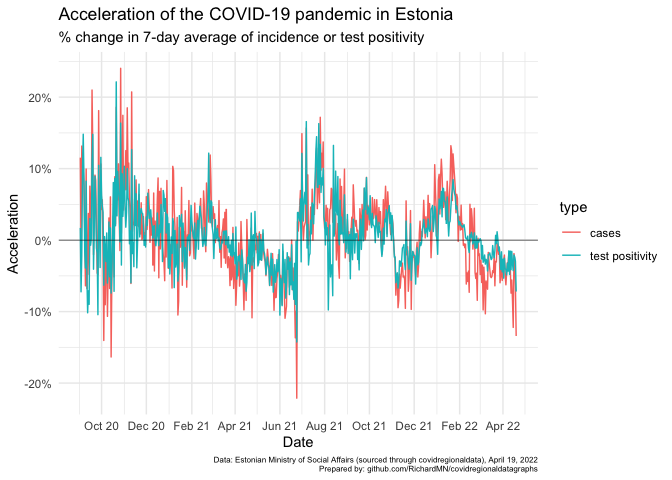 Acceleration of the COVID-19 pandemic in Estonia
% change in 7-day average of incidence or test positivity
20%
10%
0%
-10%
-20%
Acceleration
Oct 20 Dec 20 Feb 21 Apr 21 Jun 21 Aug 21 Oct 21 Dec 21 Feb 22 Apr 22
Date
type
cases
test positivity
Data: Estonian Ministry of Social Affairs (sourced through covidregionaldata), April 19, 2022
Prepared by: github.com/RichardMN/covidregionaldatagraphs